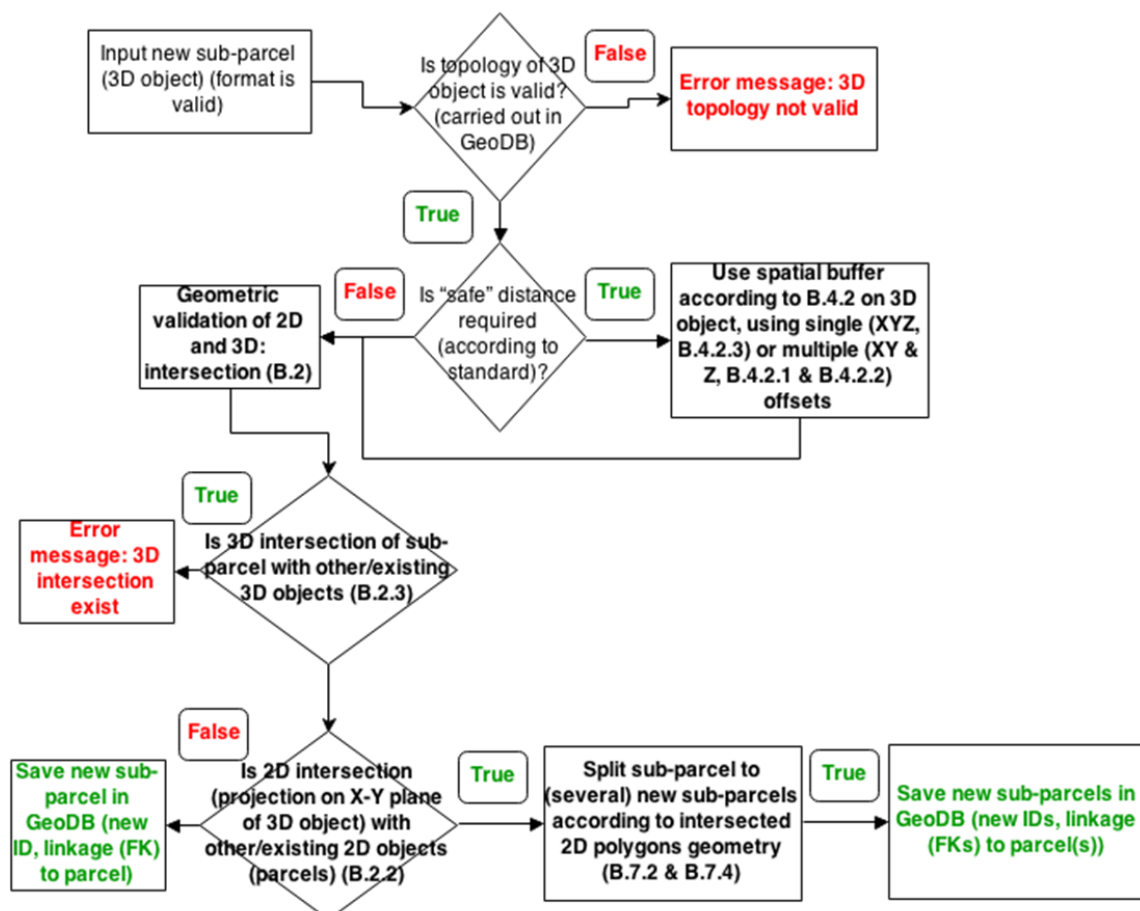 Input new sub-parcel
(3D object) (format is
valid)
Is topology of 3D
object is valid?
(carried out in
GeoDB)
False
Error message: 3D
topology not valid
True
Is “safe” distance
required
(according to
standard)?
False
True
Geometric
validation of 2D
and 3D:
intersection (B.2)
Use spatial buffer
according to B.4.2 on 3D
object, using single (XYZ,
B.4.2.3) or multiple (XY &
Z, B.4.2.1 & B.4.2.2)
offsets
True
Error
message: 3D
intersection
exist
Is 3D intersection of sub-
parcel with other/existing
3D objects (B.2.3)
False
Save new sub-
parcel in
GeoDB (new
ID, linkage (FK)
to parcel)
Is 2D intersection
(projection on X-Y plane
of 3D object) with
other/existing 2D objects
(parcels) (B.2.2)
True
Split sub-parcel to
(several) new sub-parcels
according to intersected
2D polygons geometry
(B.7.2 & B.7.4)
True
Save new sub-parcels in
GeoDB (new IDs, linkage
(FKs) to parcel(s))